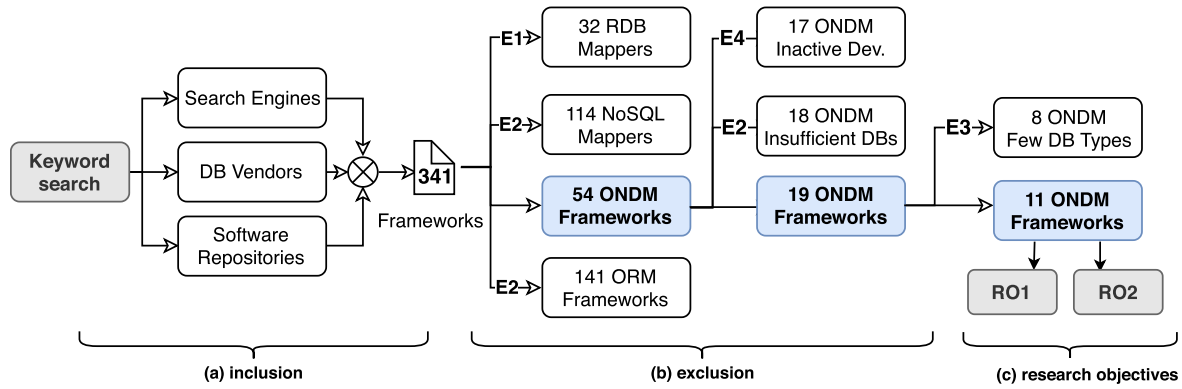 Keyword
search
Search Engines
DB Vendors
Software
Repositories
341
Frameworks
E1
32 RDB
Mappers
E2
114 NoSQL
Mappers
54 ONDM
Frameworks
E2
141 ORM
Frameworks
E4
17 ONDM
Inactive Dev.
E2
18 ONDM
Insufficient DBs
19 ONDM
Frameworks
E3
8 ONDM
Few DB Types
11 ONDM
Frameworks
RO1
RO2
(a) inclusion
(b) exclusion
(c) research objectives